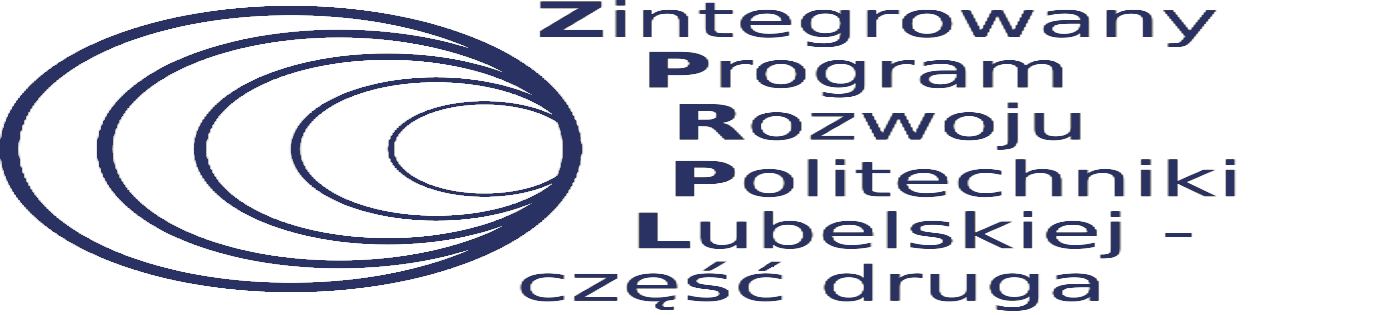 Zintegrowany
Program
Rozwoju
Politechniki
Lubelskiej -
część druga